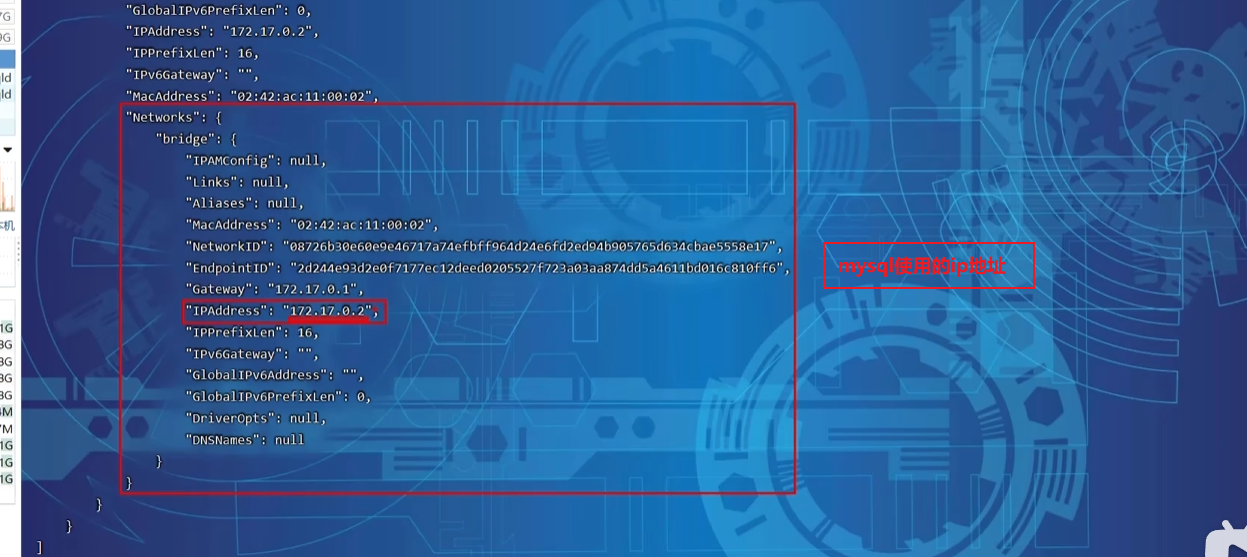 7G
"GlobalIPv6PrefixLen": 0,
"IPAddress": "172.17.0.2",
9G
"IPPrefixLen": 16,
"IPv6Gateway": "",
ld
"MacAddress": "02:42:ac:11:00:02",
ld
"Networks": {
"bridge": {
"IPAMConfig": null,
"Links": null,
"Aliases": null,
本机
"MacAddress": "02:42:ac:11:00:02",
"NetworkID": "08726b30e60e9e46717a74efbff964d24e6fd2ed94b905765d634cbae5558e17",
"EndpointID": "2d244e93d2e0f7177ec12deed0205527f723a03aa874dd5a4611bd016c810ff6",
mysql使用的ip地址
"Gateway": "172.17.0.1",
"IPAddress": "172.17.0.2",
1G
"IPPrefixLen": 16,
3G
"IPv6Gateway": "",
3G
"GlobalIPv6Address": "",
3G
"GlobalIPv6PrefixLen": 0,
3G
4M
"DriverOpts": null,
7M
"DNSNames": null
1G
}
1G
1G
}
}
}
]